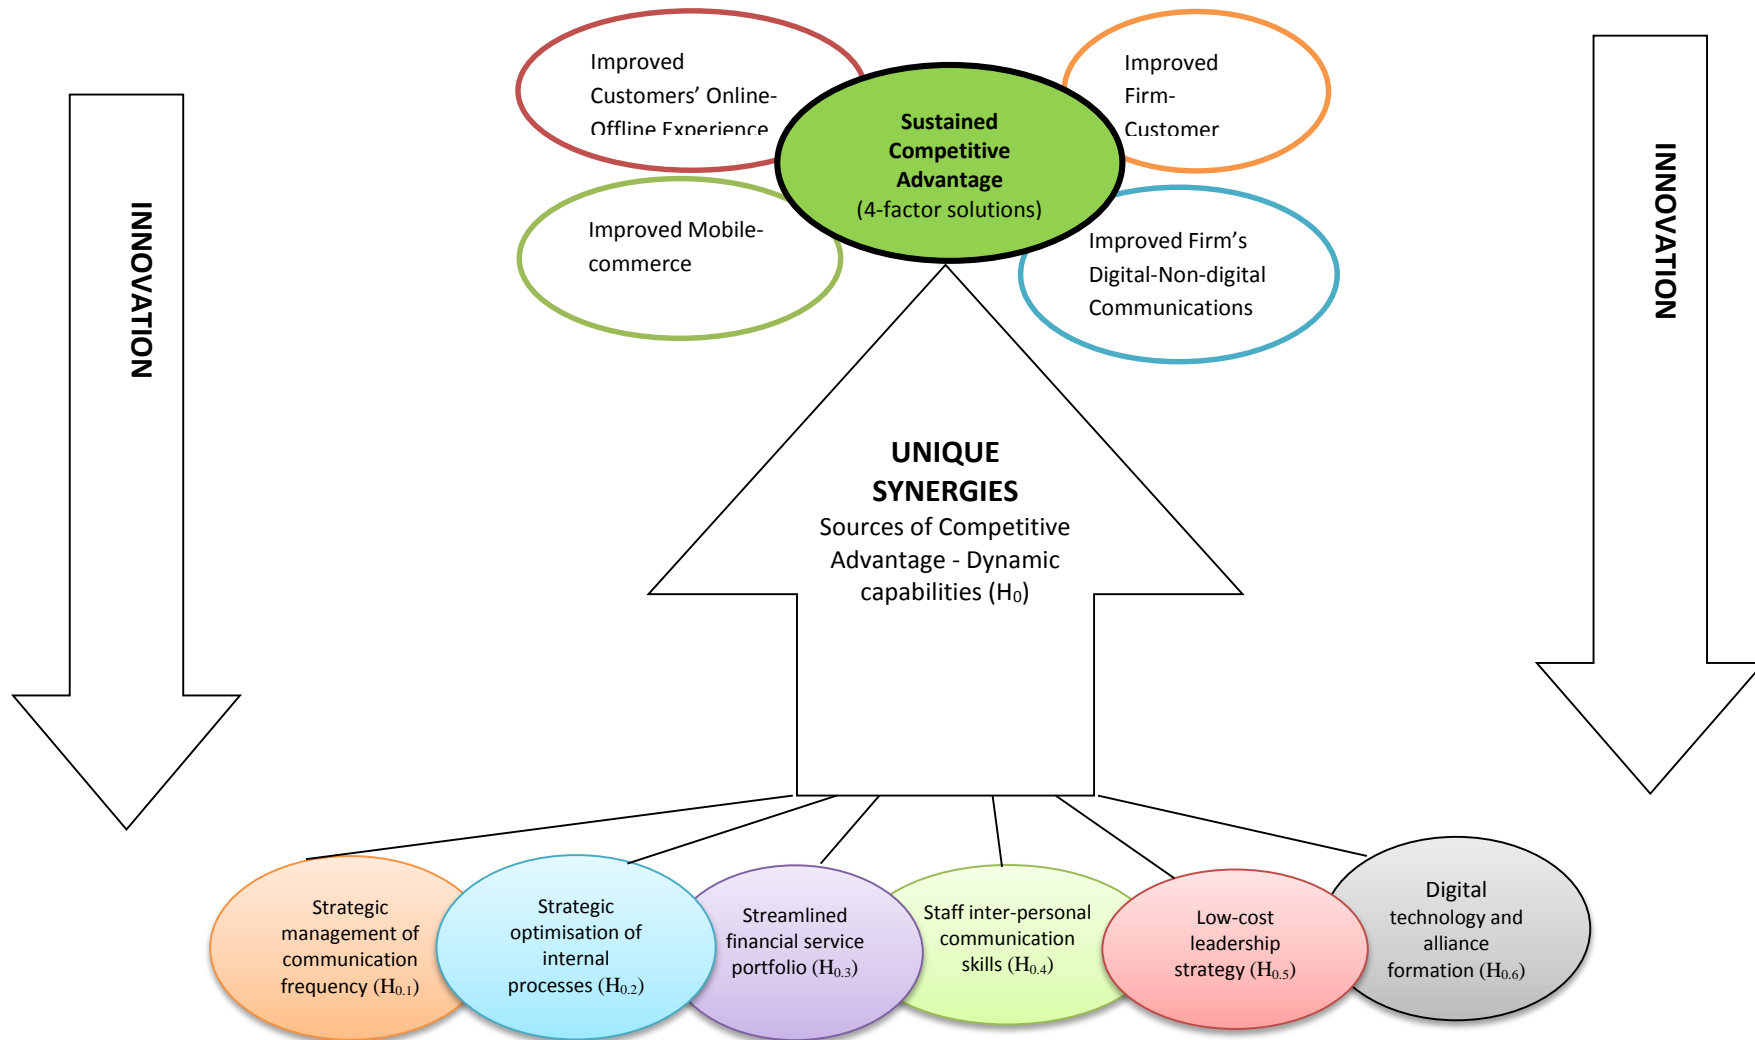 Improved
Customers’ Online-
Offline Experience
Improved
Firm-
Customer
Sustained
Competitive
Advantage
(4-factor solutions)
Improved Mobile-
commerce
Improved Firm’s
Digital-Non-digital
Communications
INNOVATION
INNOVATION
UNIQUE
SYNERGIES
Sources of Competitive
Advantage - Dynamic
capabilities (H0)
Strategic
management of
communication
frequency (H0.1)
Strategic
optimisation of
internal
processes (H0.2)
Streamlined
financial service
portfolio (H0.3)
Staff inter-personal
communication
skills (H0.4)
Low-cost
leadership
strategy (H0.5)
Digital
technology and
alliance
formation (H0.6)